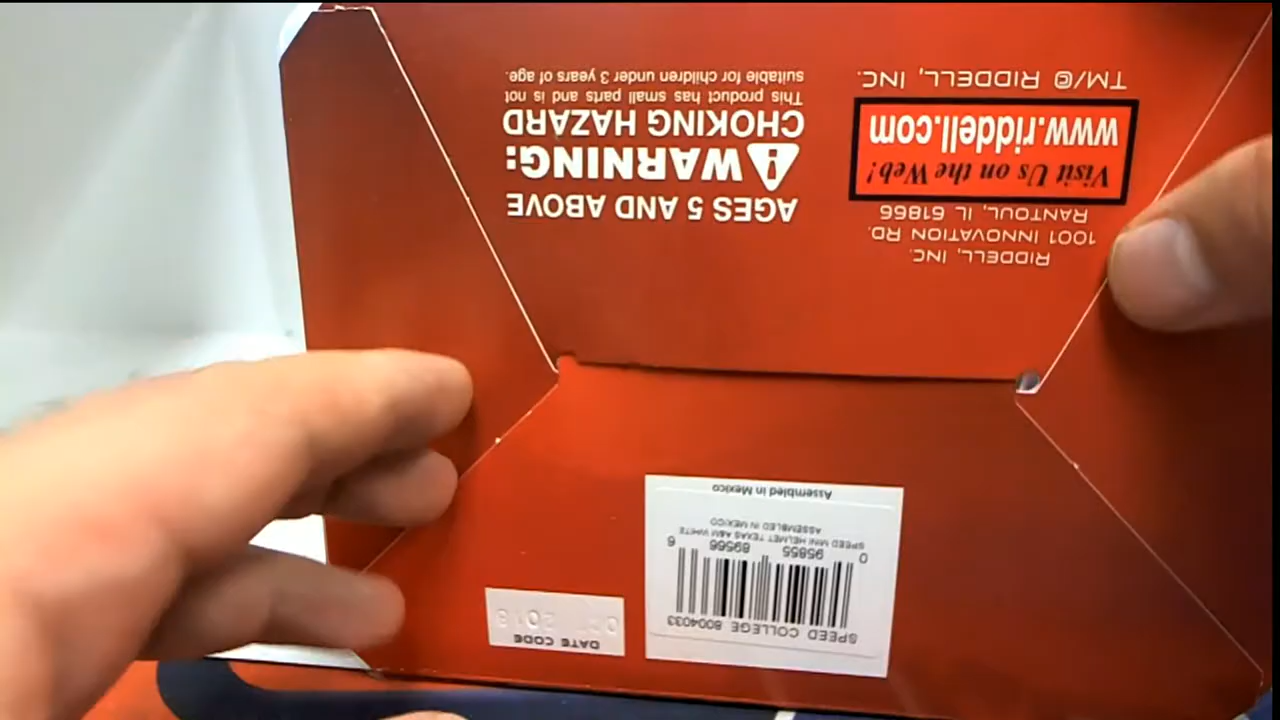 RIDDELL, INC.
1001 INNOVATION RD.
RANTOUL, IL 61866
Visit Us on the Web!
www.riddell.com
TM/© RIDDELL, INC.
AGES 5 AND ABOVE
WARNING:
CHOKING HAZARD
This product has small parts and is not
suitable for children under 3 years of age.
DATE CODE
SPEED COLLEGE 8004033
0 95855 89566 6
SPEED MINI HELMET TEXAS A&M WHITE
ASSEMBLED IN MEXICO
Assembled in Mexico